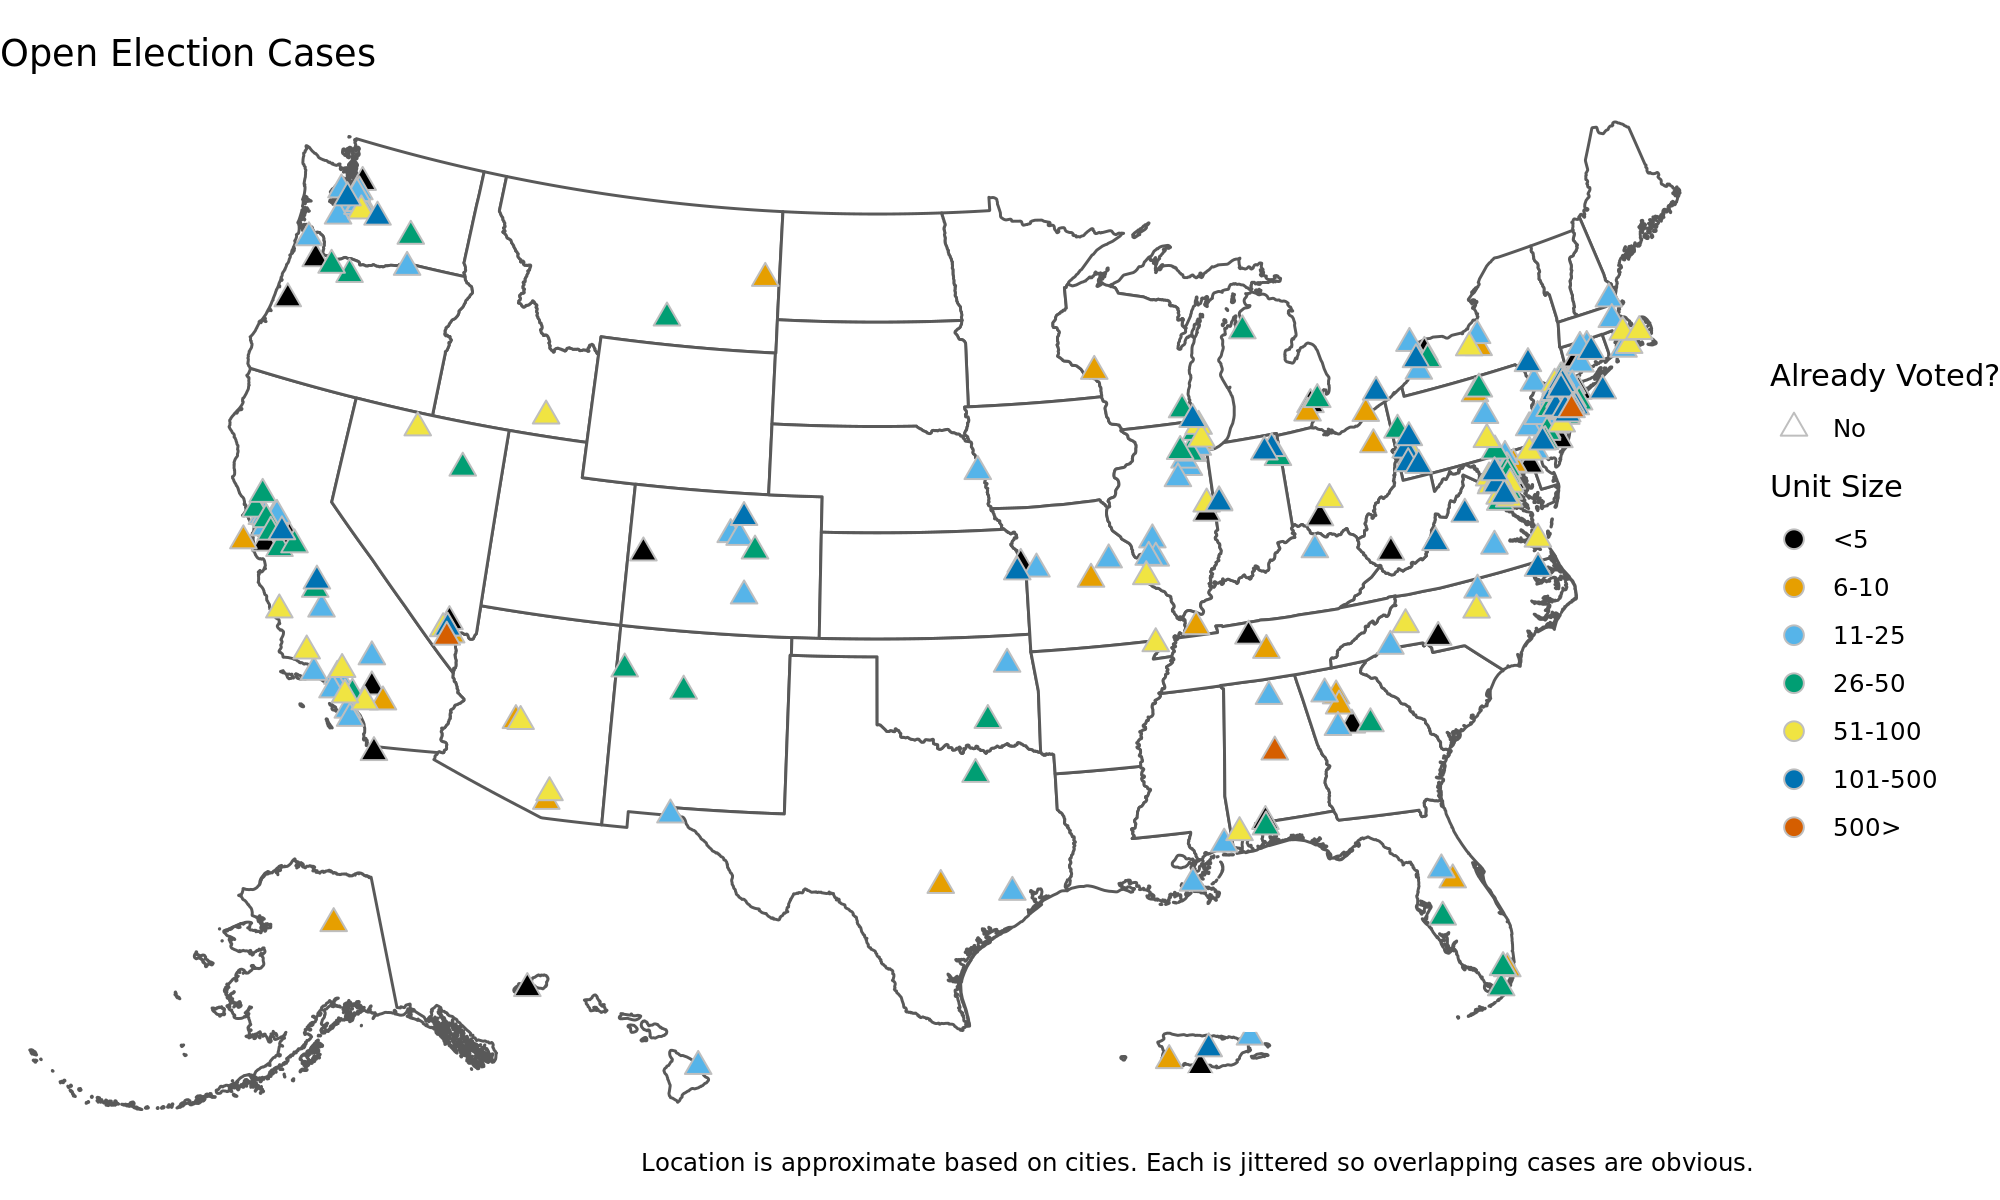 Open Election Cases
Already Voted?
No
Unit Size
<5
6-10
11-25
26-50
51-100
101-500
500>
Location is approximate based on cities. Each is jittered so overlapping cases are obvious.